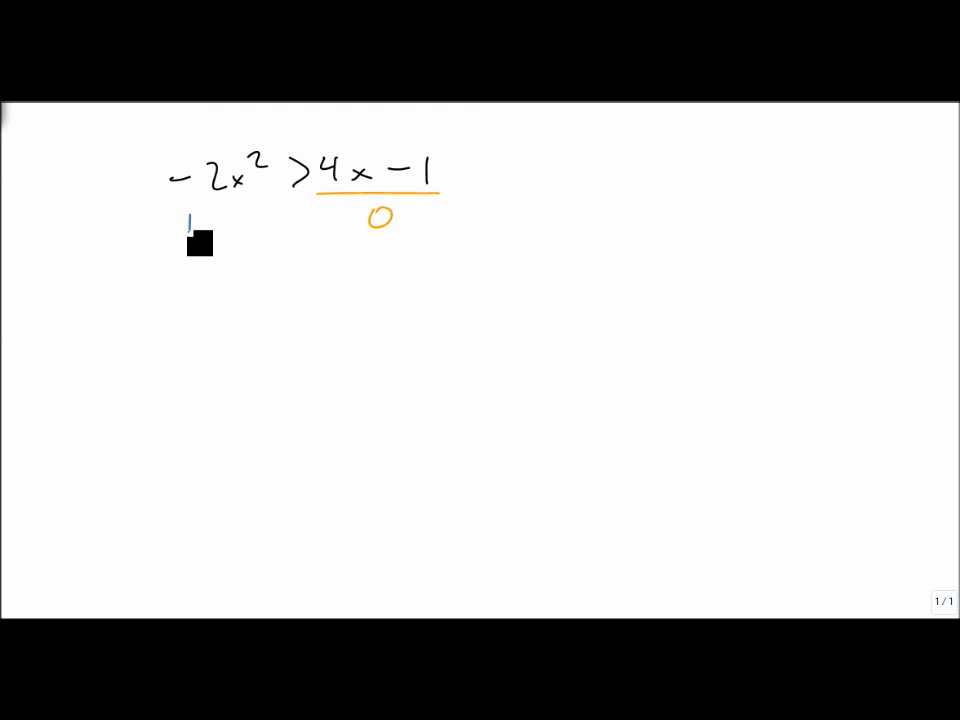 - 2x² > 4x - 1
0
1 / 1